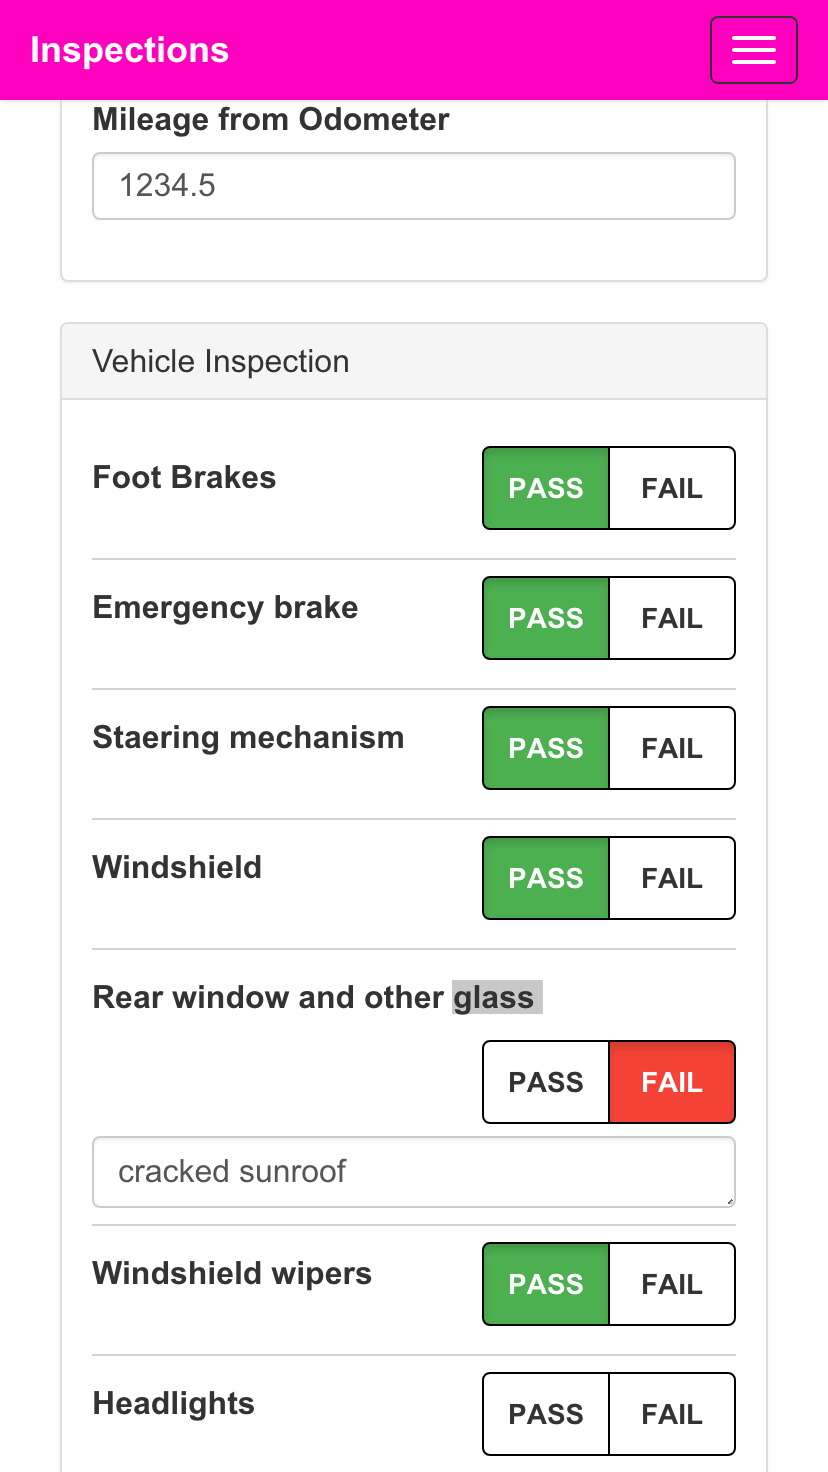 Inspections
Mileage from Odometer
1234.5
Vehicle Inspection
Foot Brakes PASS FAIL
Emergency brake PASS FAIL
Staering mechanism PASS FAIL
Windshield PASS FAIL
Rear window and other glass
PASS FAIL
cracked sunroof
Windshield wipers PASS FAIL
Headlights PASS FAIL